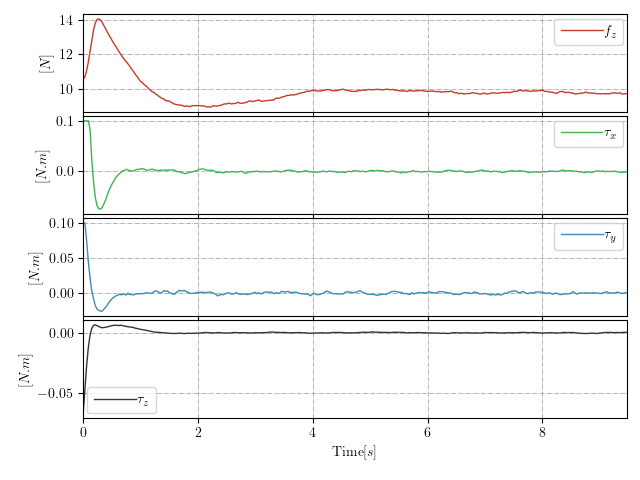 14
12
10
[N]
f_z
0.1
0.0
[N.m]
τ_x
0.10
0.05
0.00
[N.m]
τ_y
0.00
−0.05
[N.m]
τ_z
0 2 4 6 8
Time[s]